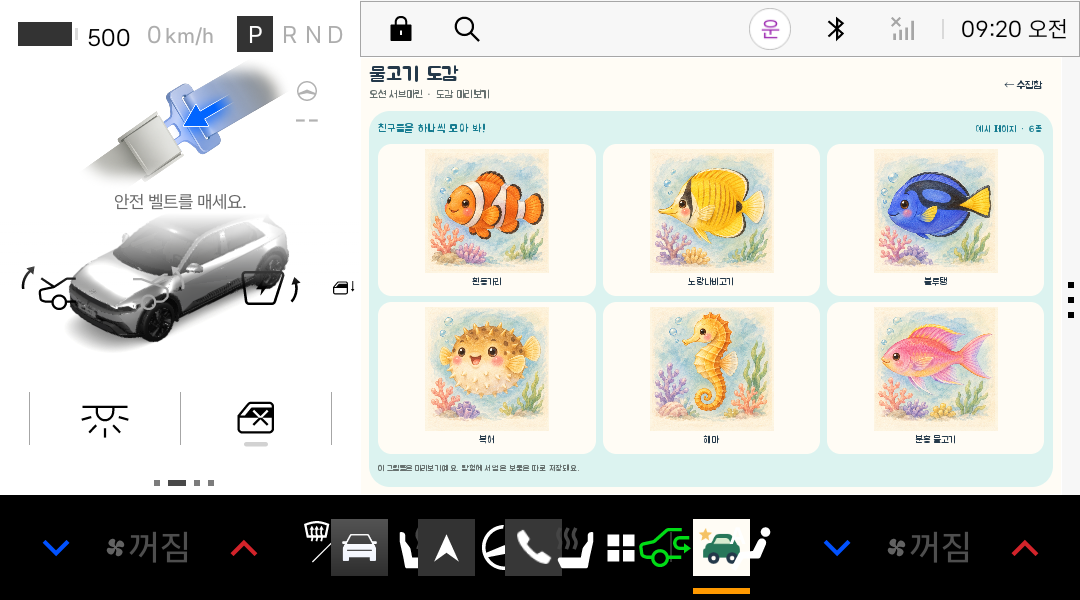 500
0 km/h
P R N D
안전 벨트를 매세요.
운
09:20 오전
물고기 도감
오션 서브마린 · 도감 미리보기
← 수집함
친구들을 하나씩 모아 봐!
예시 페이지 · 6종
흰동가리
노랑나비고기
블루탱
복어
해마
분홍 물고기
이 그림들은 미리보기예요. 탐험에서 얻은 보물은 따로 저장돼요.
꺼짐
꺼짐